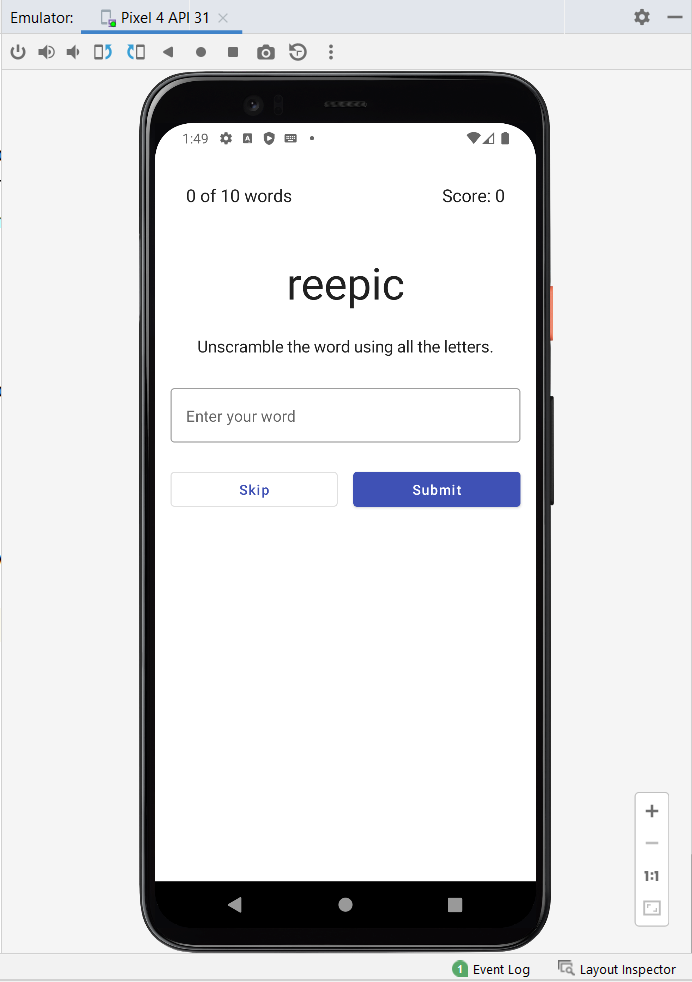 Emulator: Pixel 4 API 31
1:49
0 of 10 words Score: 0
reepic
Unscramble the word using all the letters.
Enter your word
Skip Submit
1:1
1 Event Log Layout Inspector